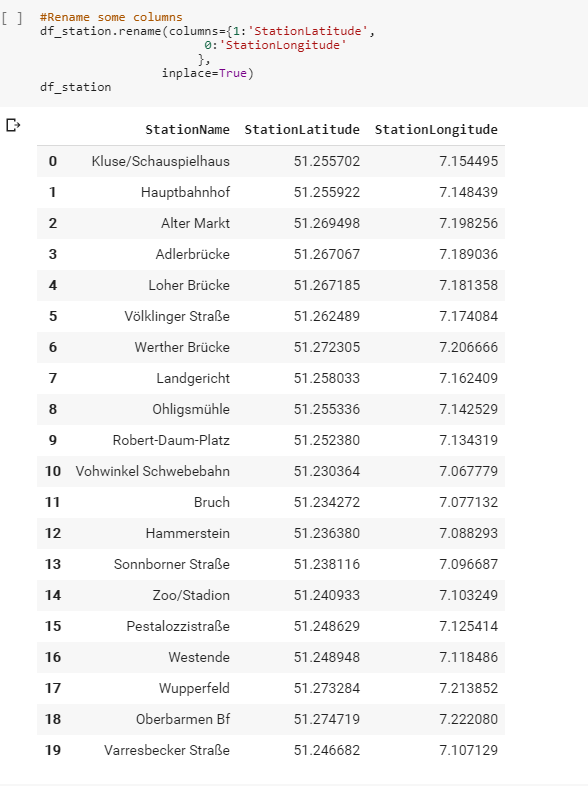 [ ] #Rename some columns
df_station.rename(columns={1:'StationLatitude',
0:'StationLongitude'
},
inplace=True)
df_station
StationName StationLatitude StationLongitude
0 Kluse/Schauspielhaus 51.255702 7.154495
1 Hauptbahnhof 51.255922 7.148439
2 Alter Markt 51.269498 7.198256
3 Adlerbrücke 51.267067 7.189036
4 Loher Brücke 51.267185 7.181358
5 Völklinger Straße 51.262489 7.174084
6 Werther Brücke 51.272305 7.206666
7 Landgericht 51.258033 7.162409
8 Ohligsmühle 51.255336 7.142529
9 Robert-Daum-Platz 51.252380 7.134319
10 Vohwinkel Schwebebahn 51.230364 7.067779
11 Bruch 51.234272 7.077132
12 Hammerstein 51.236380 7.088293
13 Sonnborner Straße 51.238116 7.096687
14 Zoo/Stadion 51.240933 7.103249
15 Pestalozzistraße 51.248629 7.125414
16 Westende 51.248948 7.118486
17 Wupperfeld 51.273284 7.213852
18 Oberbarmen Bf 51.274719 7.222080
19 Varresbecker Straße 51.246682 7.107129